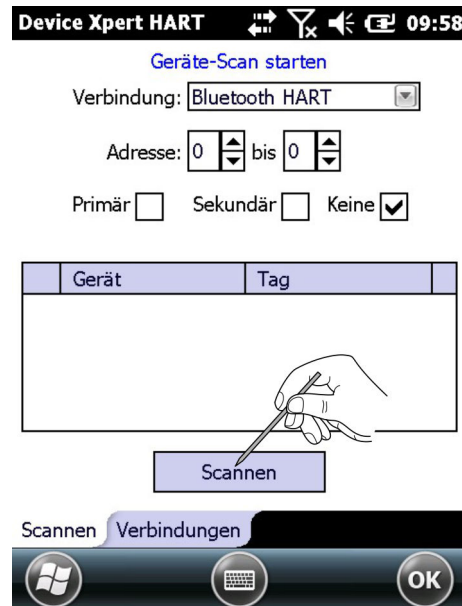 Device Xpert HART 09:58
Geräte-Scan starten
Verbindung: Bluetooth HART
Adresse: 0 bis 0
Primär Sekundär Keine
Gerät Tag
Scannen
Scannen Verbindungen
OK